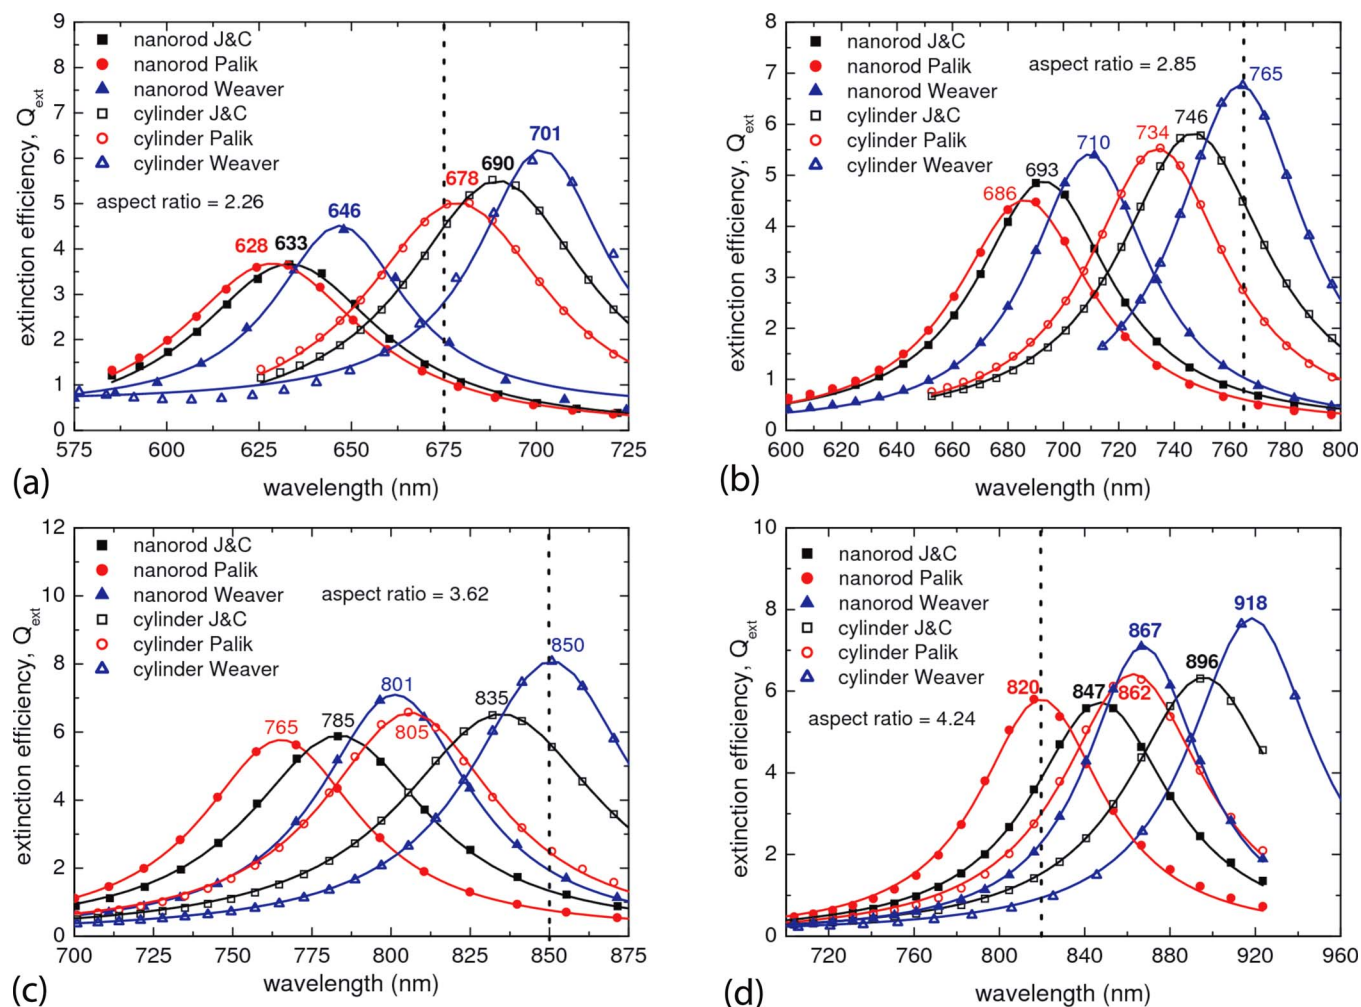 9
8
7
6
5
4
3
2
1
0
extinction efficiency, Q_ext
nanorod J&C
nanorod Palik
nanorod Weaver
cylinder J&C
cylinder Palik
cylinder Weaver
aspect ratio = 2.26
628
633
646
678
690
701
575 600 625 650 675 700 725
wavelength (nm)
(a)
8
7
6
5
4
3
2
1
0
extinction efficiency, Q_ext
nanorod J&C
nanorod Palik
nanorod Weaver
cylinder J&C
cylinder Palik
cylinder Weaver
aspect ratio = 2.85
686
693
710
734
746
765
600 620 640 660 680 700 720 740 760 780 800
wavelength (nm)
(b)
12
10
8
6
4
2
0
extinction efficiency, Q_ext
nanorod J&C
nanorod Palik
nanorod Weaver
cylinder J&C
cylinder Palik
cylinder Weaver
aspect ratio = 3.62
765
785
801
805
835
850
700 725 750 775 800 825 850 875
wavelength (nm)
(c)
10
8
6
4
2
0
extinction efficiency, Q_ext
nanorod J&C
nanorod Palik
nanorod Weaver
cylinder J&C
cylinder Palik
cylinder Weaver
aspect ratio = 4.24
820
847
867
862
896
918
720 760 800 840 880 920 960
wavelength (nm)
(d)